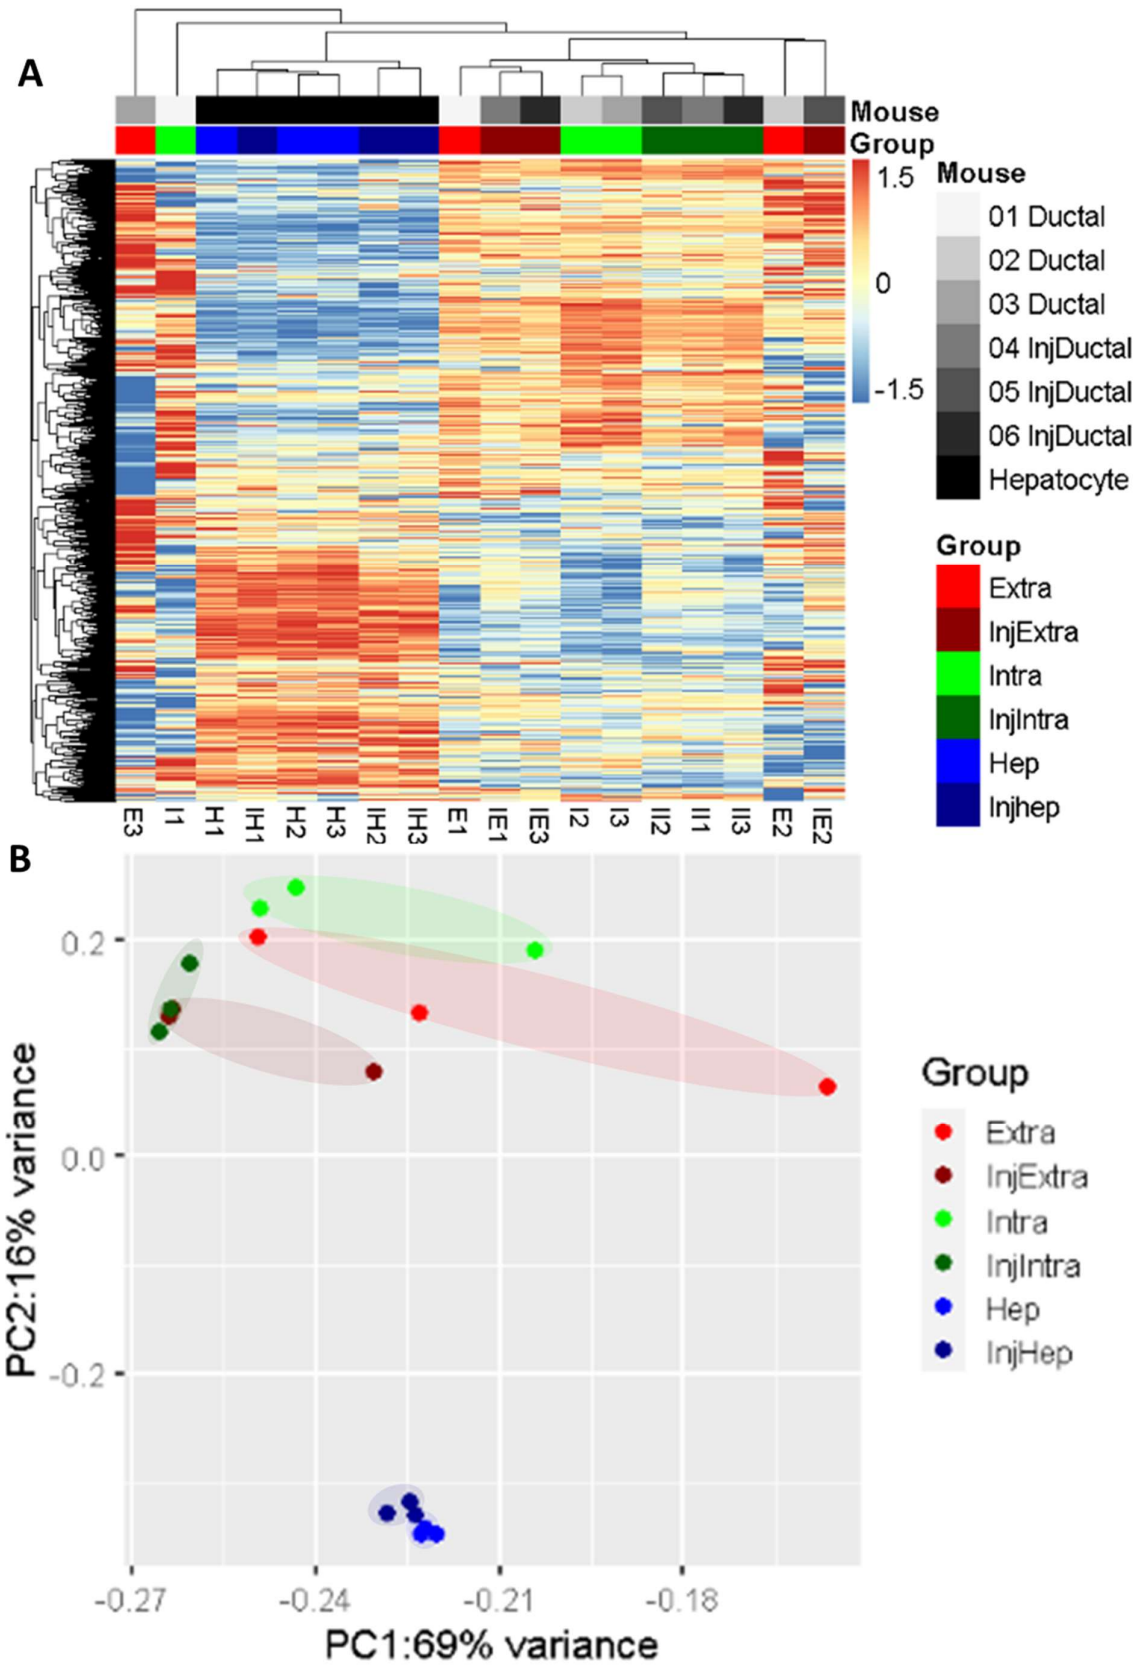 A
Mouse
Group
1.5
0
-1.5
Mouse
01 Ductal
02 Ductal
03 Ductal
04 InjDuctal
05 InjDuctal
06 InjDuctal
Hepatocyte
Group
Extra
InjExtra
Intra
InjIntra
Hep
Injhep
E3 I1 H1 IH1 H2 H3 IH2 IH3 E1 IE1 IE3 I2 I3 II2 II1 II3 E2 IE2
B
0.2
0.0
-0.2
PC2:16% variance
-0.27 -0.24 -0.21 -0.18
PC1:69% variance
Group
Extra
InjExtra
Intra
InjIntra
Hep
InjHep